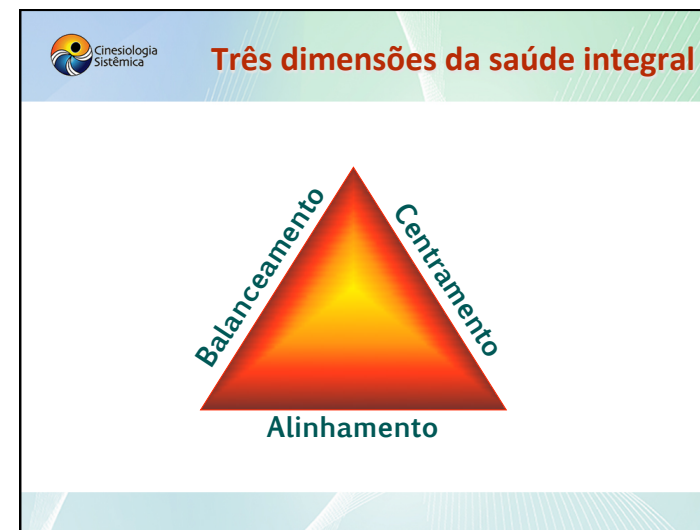 Cinesiologia
Sistêmica
Três dimensões da saúde integral
Balanceamento
Centramento
Alinhamento